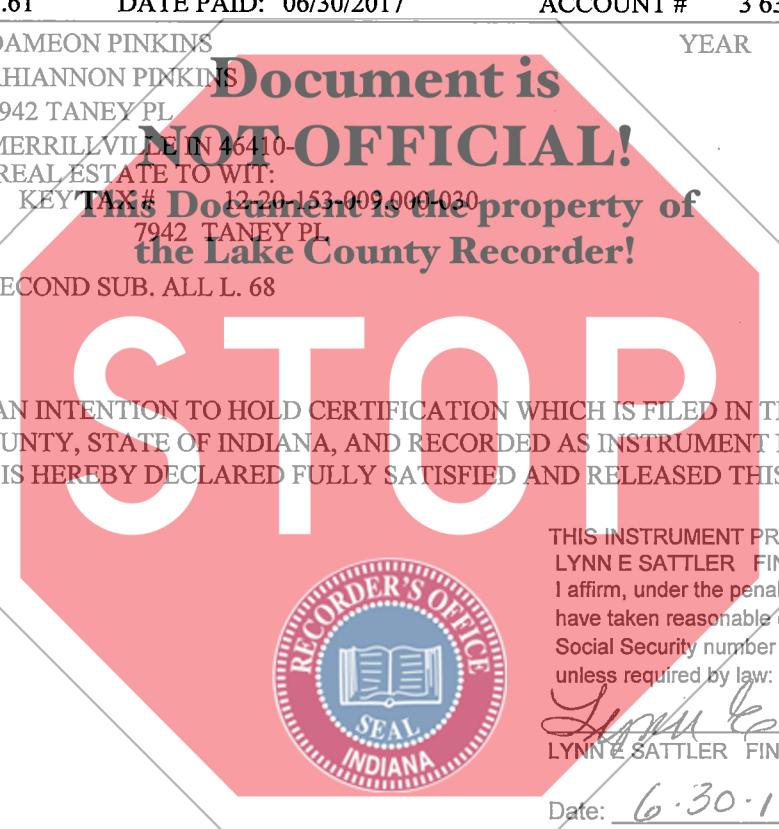 .61 DATE PAID: 06/30/2017 ACCOUNT # 3 63
DAMEON PINKINS YEAR
RHIANNON PINKINS
7942 TANEY PL
MERRILLVILLE IN 46410-
REAL ESTATE TO WIT:
KEY TAX # 12-20-153-009.000-030
7942 TANEY PL
Document is
NOT OFFICIAL!
This Document is the property of
the Lake County Recorder!
ECOND SUB. ALL L. 68
STOP
AN INTENTION TO HOLD CERTIFICATION WHICH IS FILED IN
UNTY, STATE OF INDIANA, AND RECORDED AS INSTRUMENT
IS HEREBY DECLARED FULLY SATISFIED AND RELEASED THIS
THIS INSTRUMENT PR
LYNN E SATTLER FIN
I affirm, under the penal
have taken reasonable
Social Security number
unless required by law:
Lynn E
LYNN E SATTLER FIN
Date: 6-30-1
RECORDER'S OFFICE
SEAL
INDIANA